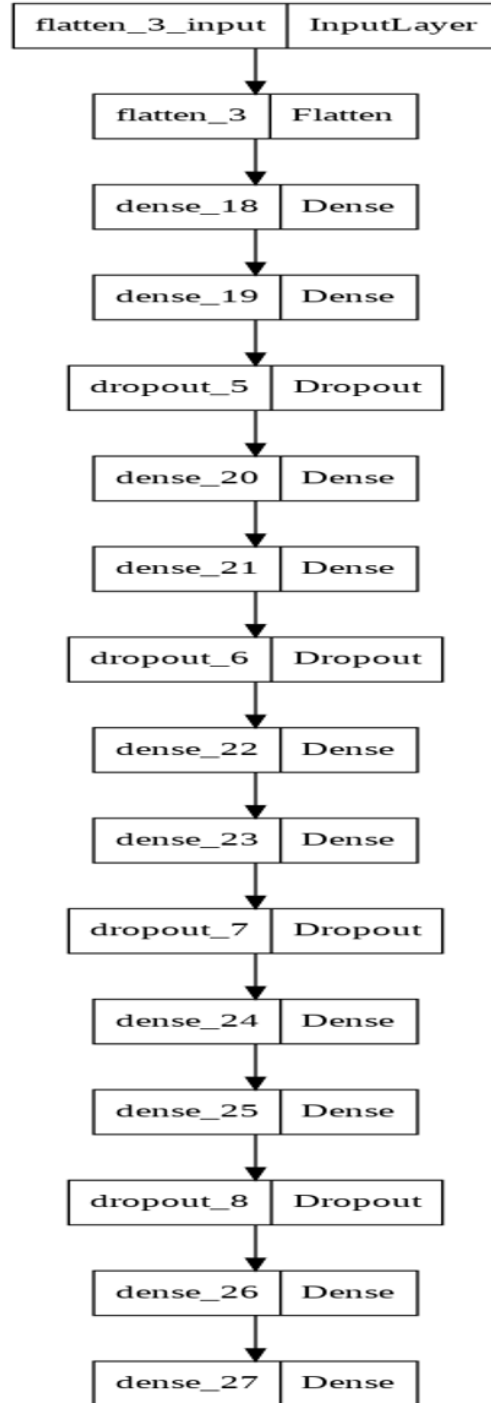 flatten_3_input InputLayer
flatten_3 Flatten
dense_18 Dense
dense_19 Dense
dropout_5 Dropout
dense_20 Dense
dense_21 Dense
dropout_6 Dropout
dense_22 Dense
dense_23 Dense
dropout_7 Dropout
dense_24 Dense
dense_25 Dense
dropout_8 Dropout
dense_26 Dense
dense_27 Dense